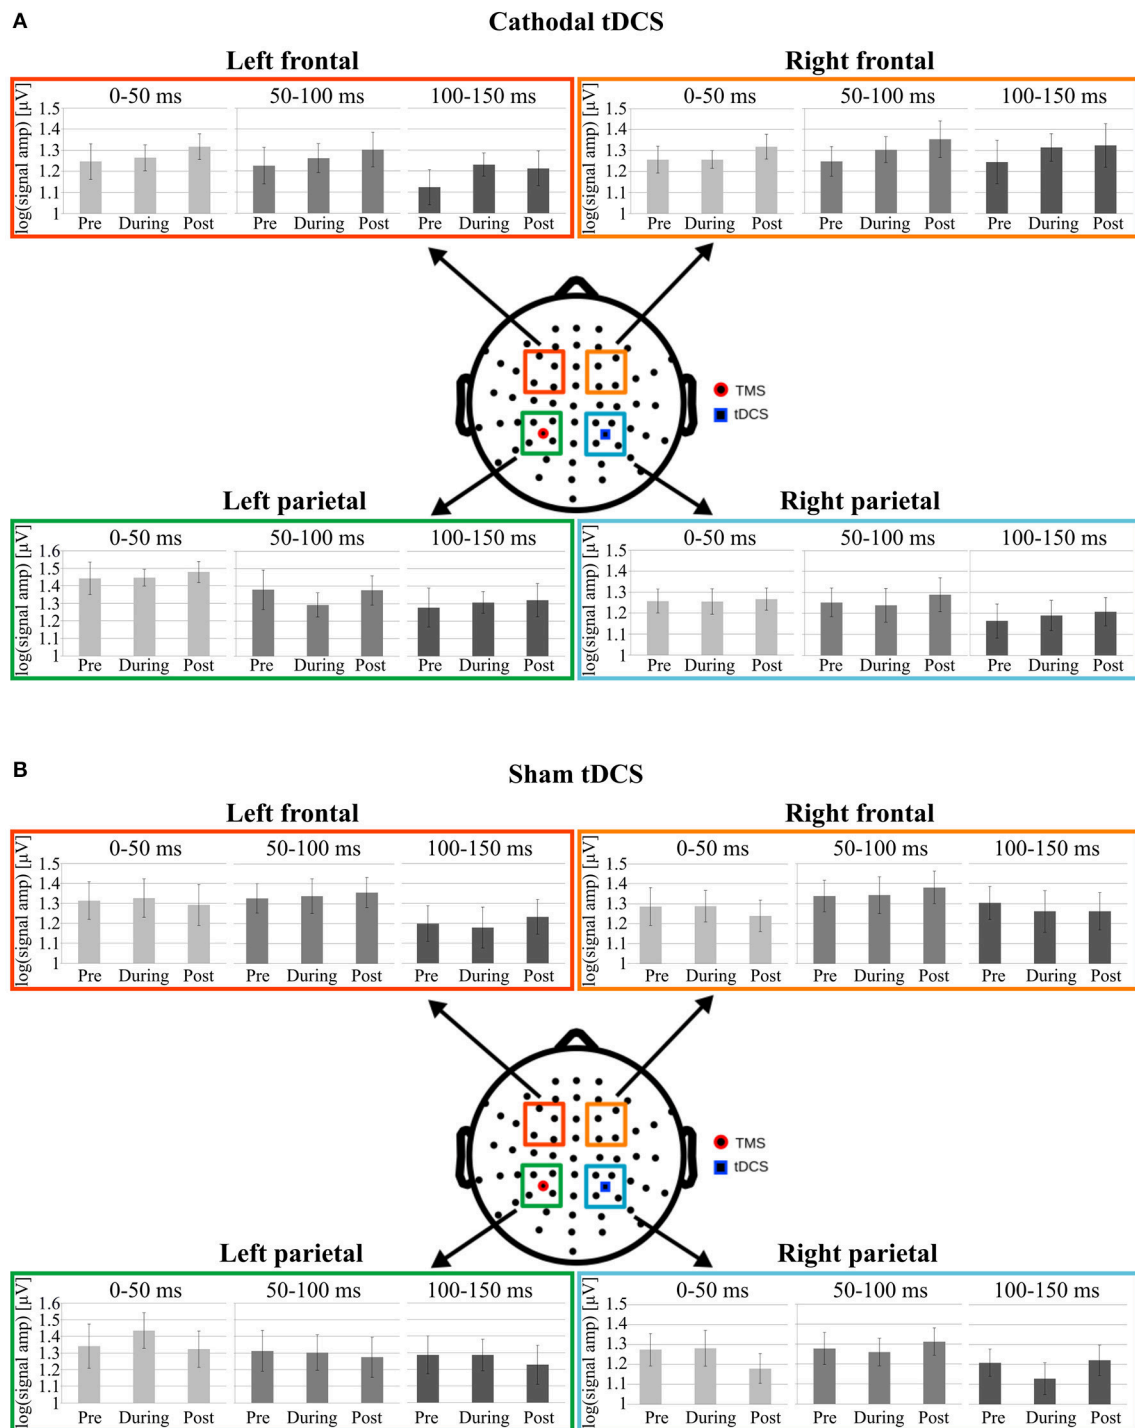 A
Cathodal tDCS
Left frontal
Right frontal
log(signal amp) [µV]
0-50 ms
50-100 ms
100-150 ms
1.5
1.4
1.3
1.2
1.1
1
Pre During Post
Pre During Post
Pre During Post
log(signal amp) [µV]
0-50 ms
50-100 ms
100-150 ms
1.5
1.4
1.3
1.2
1.1
1
Pre During Post
Pre During Post
Pre During Post
TMS
tDCS
Left parietal
Right parietal
log(signal amp) [µV]
0-50 ms
50-100 ms
100-150 ms
1.6
1.5
1.4
1.3
1.2
1.1
1
Pre During Post
Pre During Post
Pre During Post
log(signal amp) [µV]
0-50 ms
50-100 ms
100-150 ms
1.5
1.4
1.3
1.2
1.1
1
Pre During Post
Pre During Post
Pre During Post
B
Sham tDCS
Left frontal
Right frontal
log(signal amp) [µV]
0-50 ms
50-100 ms
100-150 ms
1.5
1.4
1.3
1.2
1.1
1
Pre During Post
Pre During Post
Pre During Post
log(signal amp) [µV]
0-50 ms
50-100 ms
100-150 ms
1.5
1.4
1.3
1.2
1.1
1
Pre During Post
Pre During Post
Pre During Post
TMS
tDCS
Left parietal
Right parietal
log(signal amp) [µV]
0-50 ms
50-100 ms
100-150 ms
1.6
1.5
1.4
1.3
1.2
1.1
1
Pre During Post
Pre During Post
Pre During Post
log(signal amp) [µV]
0-50 ms
50-100 ms
100-150 ms
1.5
1.4
1.3
1.2
1.1
1
Pre During Post
Pre During Post
Pre During Post